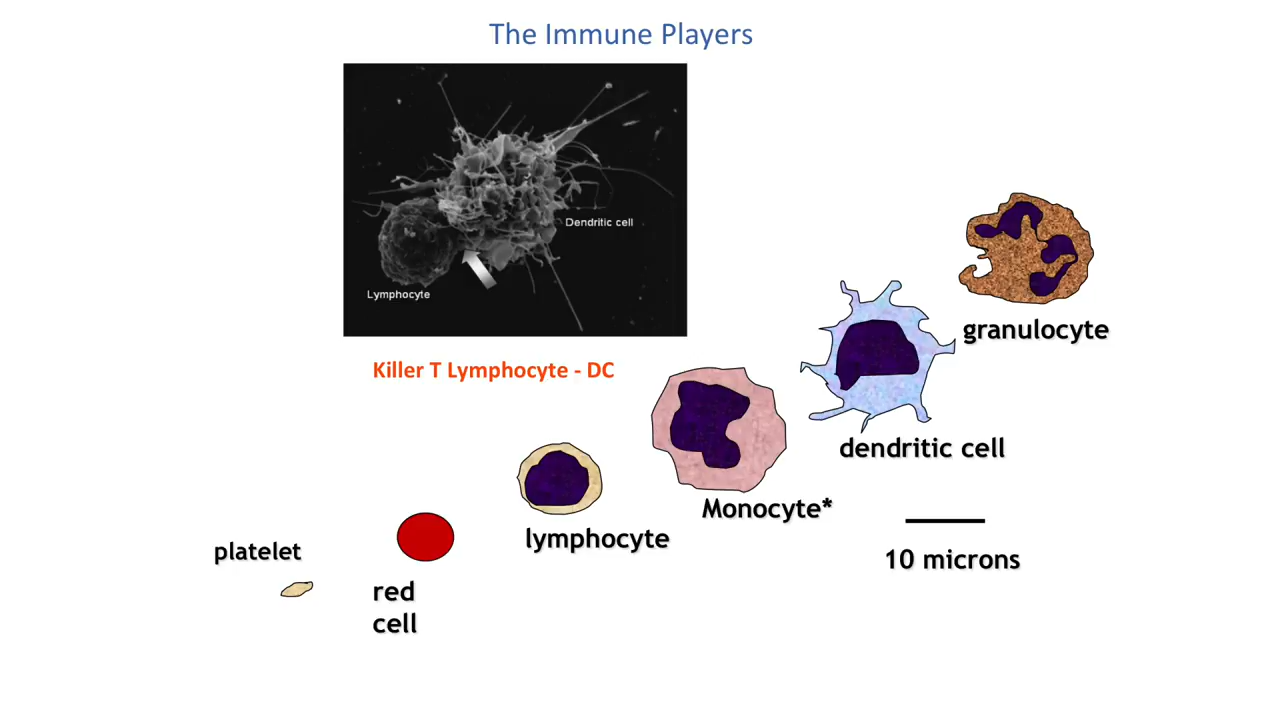 The Immune Players
Dendritic cell
Lymphocyte
Killer T Lymphocyte - DC
granulocyte
dendritic cell
Monocyte*
lymphocyte
10 microns
platelet
red
cell